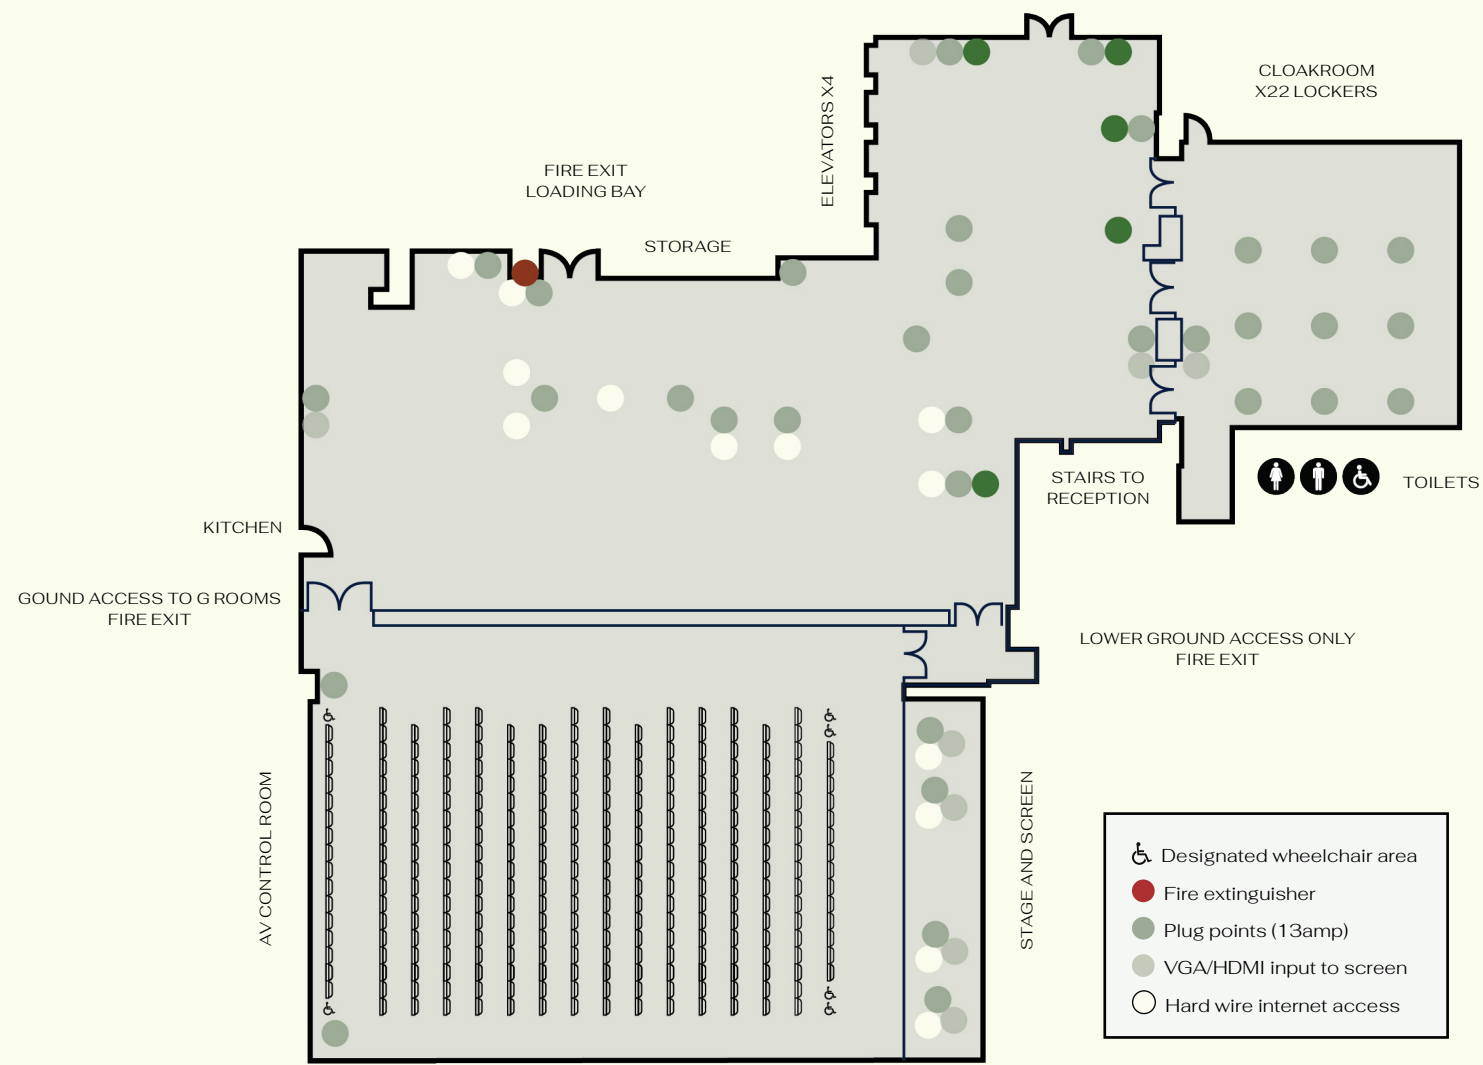 CLOAKROOM
X22 LOCKERS
ELEVATORS X4
FIRE EXIT
LOADING BAY
STORAGE
STAIRS TO
RECEPTION
TOILETS
KITCHEN
GOUND ACCESS TO G ROOMS
FIRE EXIT
LOWER GROUND ACCESS ONLY
FIRE EXIT
AV CONTROL ROOM
STAGE AND SCREEN
Designated wheelchair area
Fire extinguisher
Plug points (13amp)
VGA/HDMI input to screen
Hard wire internet access